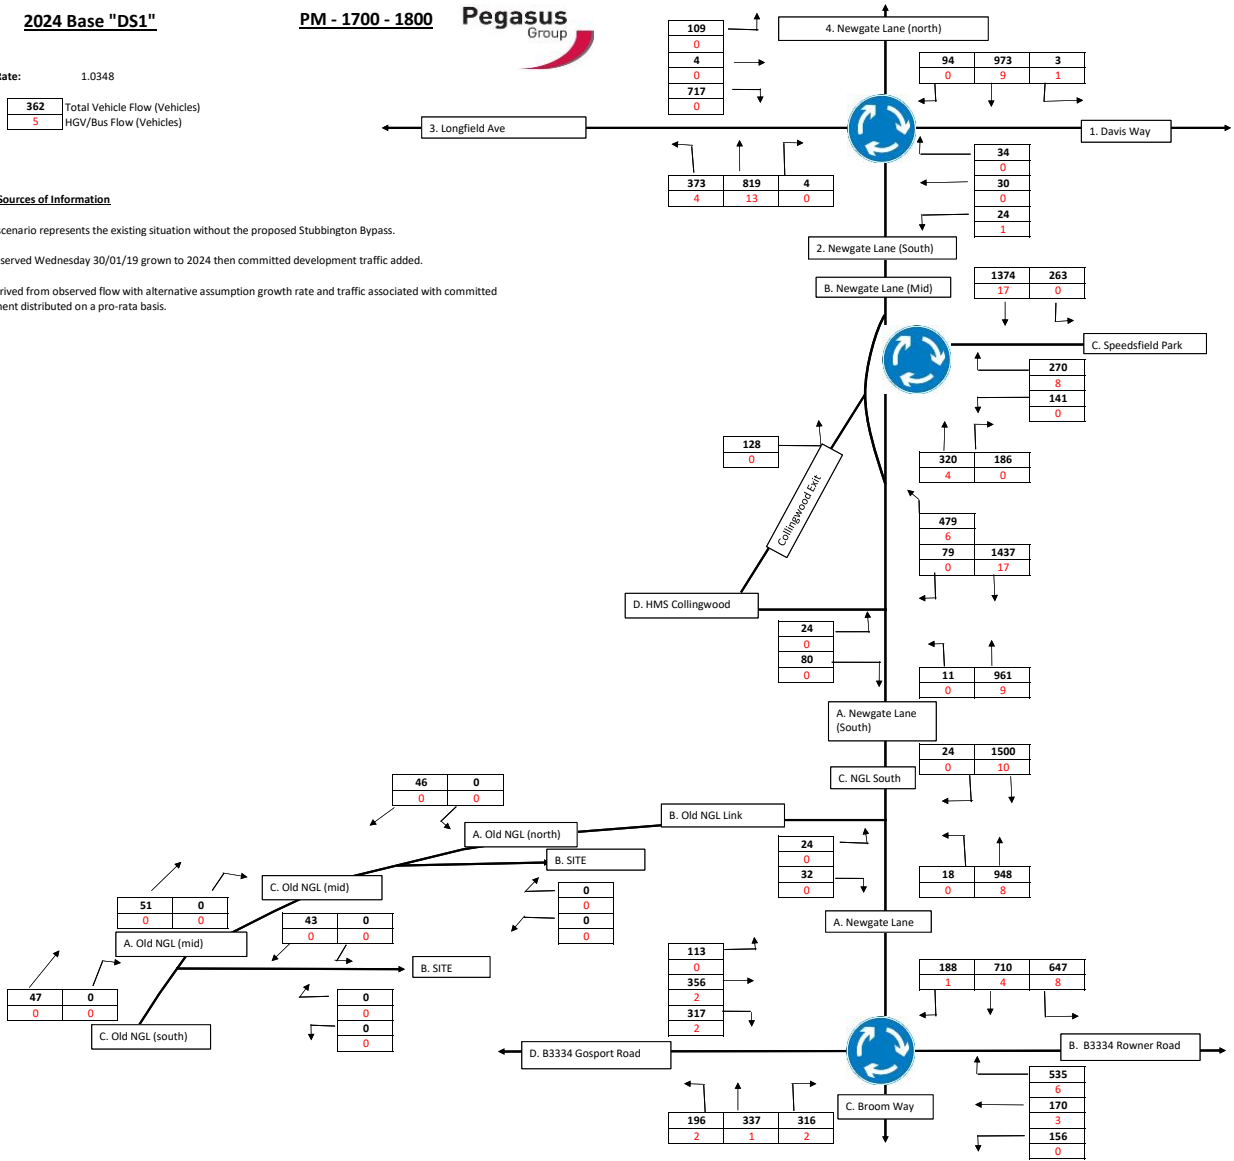 2024 Base "DS1"
PM - 1700 - 1800
Pegasus
Group
Rate: 1.0348
362 Total Vehicle Flow (Vehicles)
5 HGV/Bus Flow (Vehicles)
Sources of Information
scenario represents the existing situation without the proposed Stubbington Bypass.
served Wednesday 30/01/19 grown to 2024 then committed development traffic added.
rived from observed flow with alternative assumption growth rate and traffic associated with committed
ment distributed on a pro-rata basis.
109
0
4
0
717
0
4. Newgate Lane (north)
94 973 3
0 9 1
3. Longfield Ave
1. Davis Way
373 819 4
4 13 0
34
0
30
0
24
1
2. Newgate Lane (South)
B. Newgate Lane (Mid)
1374 263
17 0
C. Speedsfield Park
270
8
141
0
128
0
320 186
4 0
Collingwood Exit
479
6
79 1437
0 17
D. HMS Collingwood
24
0
80
0
11 961
0 9
A. Newgate Lane
(South)
24 1500
0 10
C. NGL South
46 0
0 0
B. Old NGL Link
A. Old NGL (north)
24
0
32
0
18 948
0 8
B. SITE
C. Old NGL (mid)
0
0
0
0
51 0
0 0
43 0
0 0
A. Newgate Lane
A. Old NGL (mid)
B. SITE
113
0
356
2
317
2
188 710 647
1 4 8
47 0
0 0
0
0
0
0
C. Old NGL (south)
D. B3334 Gosport Road
B. B3334 Rowner Road
535
6
170
3
156
0
C. Broom Way
196 337 316
2 1 2